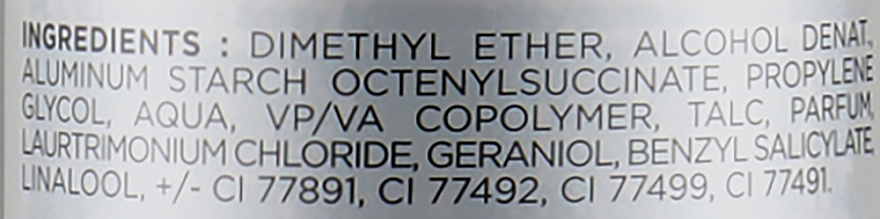 INGREDIENTS : DIMETHYL ETHER, ALCOHOL DENAT,
ALUMINUM STARCH OCTENYLSUCCINATE, PROPYLENE
GLYCOL, AQUA, VP/VA COPOLYMER, TALC, PARFUM,
LAURTRIMONIUM CHLORIDE, GERANIOL, BENZYL SALICYLATE,
LINALOOL, +/- CI 77891, CI 77492, CI 77499, CI 77491.